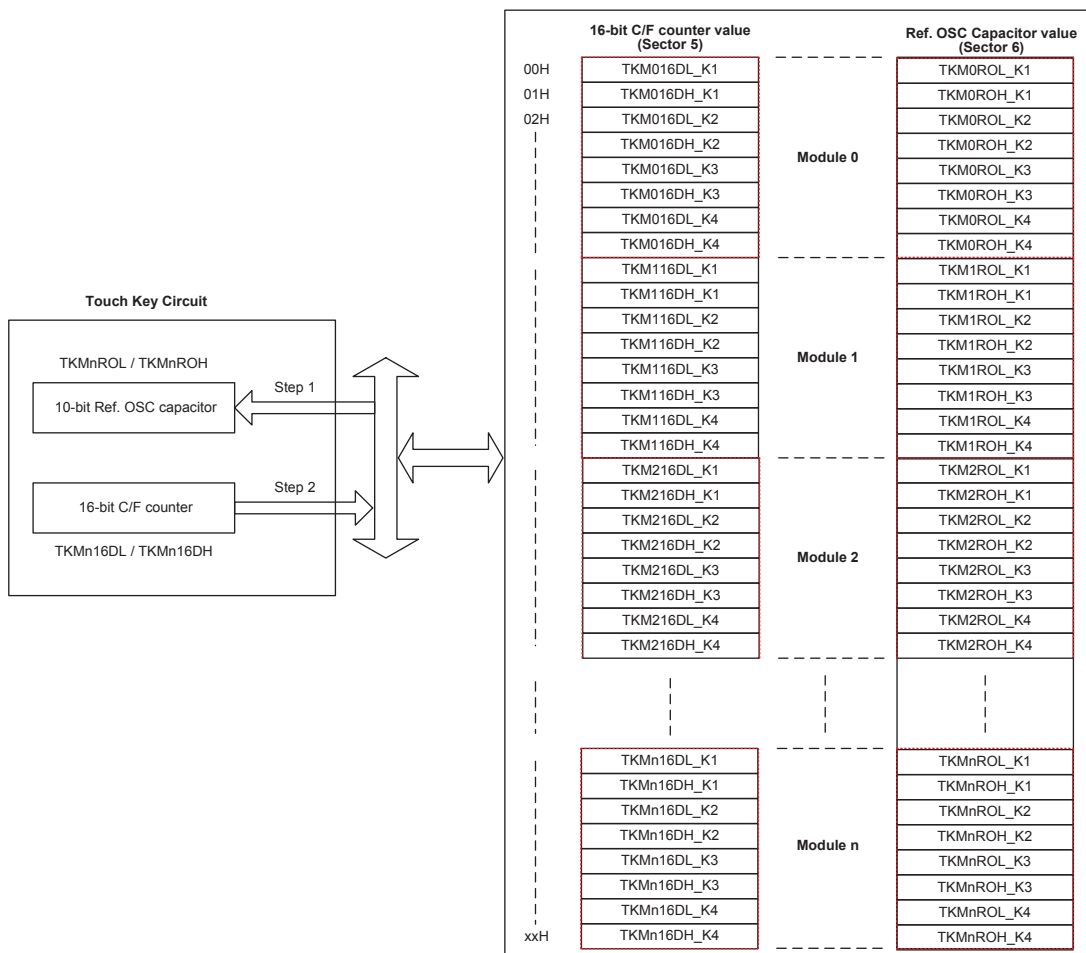 Touch Key Circuit
TKMnROL / TKMnROH
10-bit Ref. OSC capacitor
Step 1
16-bit C/F counter
Step 2
TKMn16DL / TKMn16DH
16-bit C/F counter value
(Sector 5)
Ref. OSC Capacitor value
(Sector 6)
00H
01H
02H
xxH
TKM016DL_K1
TKM016DH_K1
TKM016DL_K2
TKM016DH_K2
TKM016DL_K3
TKM016DH_K3
TKM016DL_K4
TKM016DH_K4
TKM116DL_K1
TKM116DH_K1
TKM116DL_K2
TKM116DH_K2
TKM116DL_K3
TKM116DH_K3
TKM116DL_K4
TKM116DH_K4
TKM216DL_K1
TKM216DH_K1
TKM216DL_K2
TKM216DH_K2
TKM216DL_K3
TKM216DH_K3
TKM216DL_K4
TKM216DH_K4
TKMn16DL_K1
TKMn16DH_K1
TKMn16DL_K2
TKMn16DH_K2
TKMn16DL_K3
TKMn16DH_K3
TKMn16DL_K4
TKMn16DH_K4
Module 0
Module 1
Module 2
Module n
TKM0ROL_K1
TKM0ROH_K1
TKM0ROL_K2
TKM0ROH_K2
TKM0ROL_K3
TKM0ROH_K3
TKM0ROL_K4
TKM0ROH_K4
TKM1ROL_K1
TKM1ROH_K1
TKM1ROL_K2
TKM1ROH_K2
TKM1ROL_K3
TKM1ROH_K3
TKM1ROL_K4
TKM1ROH_K4
TKM2ROL_K1
TKM2ROH_K1
TKM2ROL_K2
TKM2ROH_K2
TKM2ROL_K3
TKM2ROH_K3
TKM2ROL_K4
TKM2ROH_K4
TKMnROL_K1
TKMnROH_K1
TKMnROL_K2
TKMnROH_K2
TKMnROL_K3
TKMnROH_K3
TKMnROL_K4
TKMnROH_K4